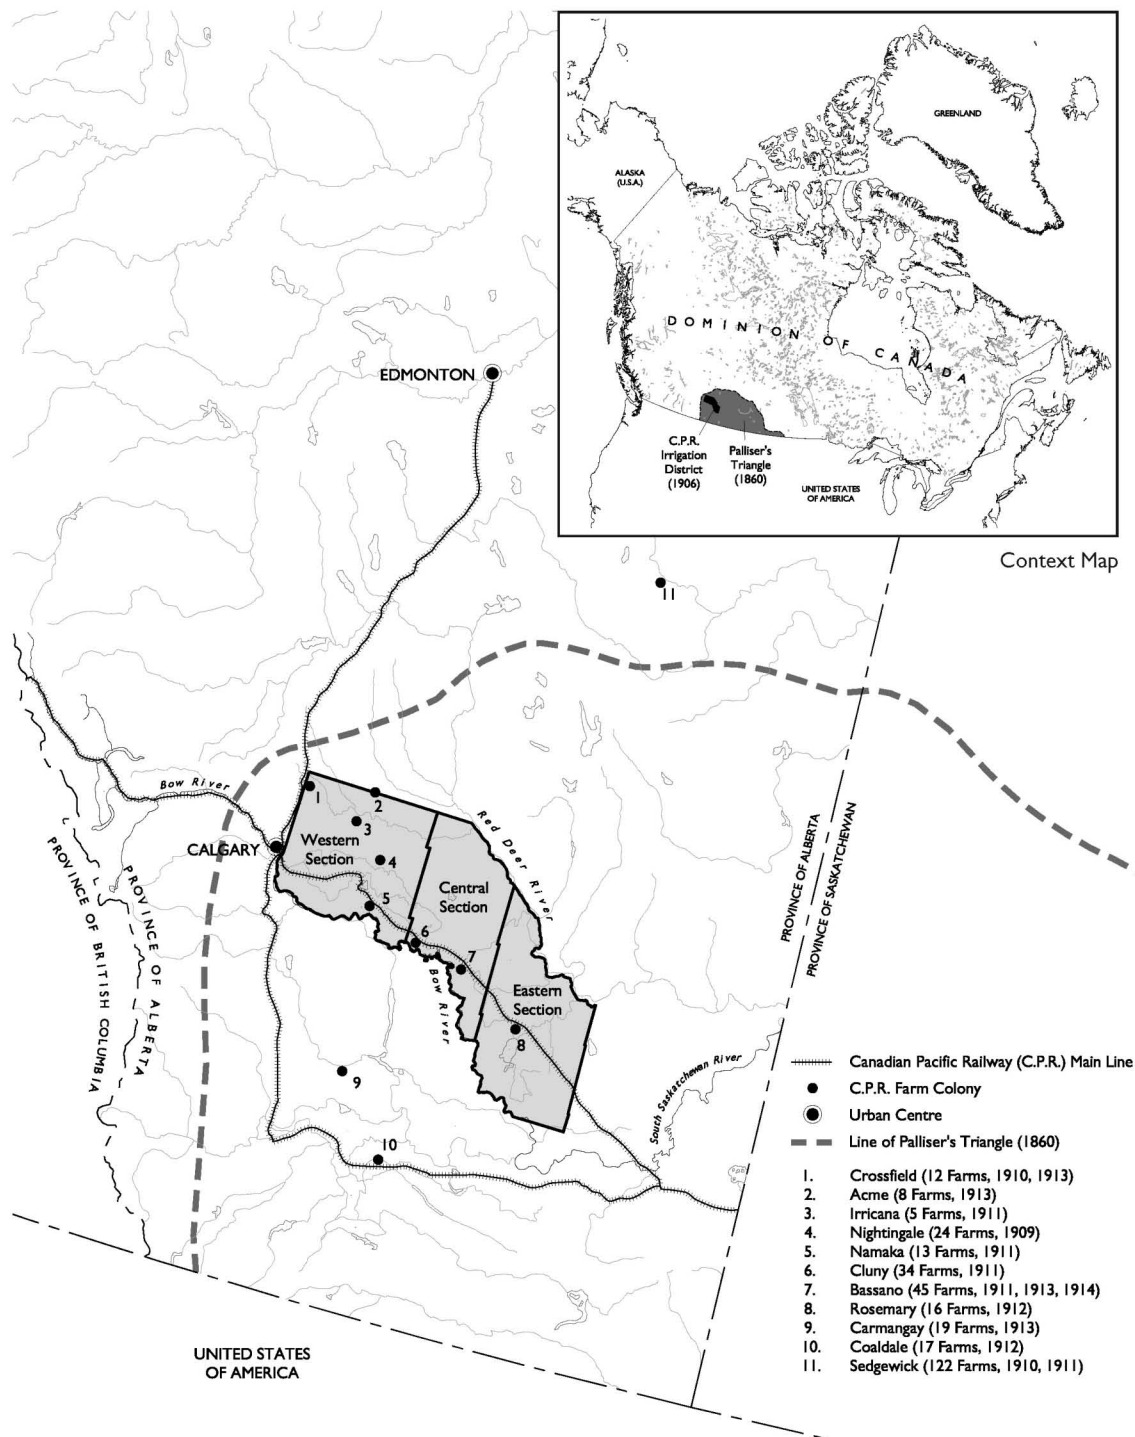 GREENLAND
ALASKA
(U.S.A.)
DOMINION OF CANADA
C.P.R.
Irrigation
District
(1906)
Palliser's
Triangle
(1860)
UNITED STATES
OF AMERICA
Context Map
EDMONTON
11
Bow River
1
2
3
Western
Section
4
CALGARY
5
Central
Section
6
7
Red Deer River
Bow River
Eastern
Section
8
9
10
South Saskatchewan River
PROVINCE OF BRITISH COLUMBIA
PROVINCE OF ALBERTA
PROVINCE OF ALBERTA
PROVINCE OF SASKATCHEWAN
UNITED STATES
OF AMERICA
Canadian Pacific Railway (C.P.R.) Main Line
C.P.R. Farm Colony
Urban Centre
Line of Palliser's Triangle (1860)
1. Crossfield (12 Farms, 1910, 1913)
2. Acme (8 Farms, 1913)
3. Irricana (5 Farms, 1911)
4. Nightingale (24 Farms, 1909)
5. Namaka (13 Farms, 1911)
6. Cluny (34 Farms, 1911)
7. Bassano (45 Farms, 1911, 1913, 1914)
8. Rosemary (16 Farms, 1912)
9. Carmangay (19 Farms, 1913)
10. Coaldale (17 Farms, 1912)
11. Sedgewick (122 Farms, 1910, 1911)